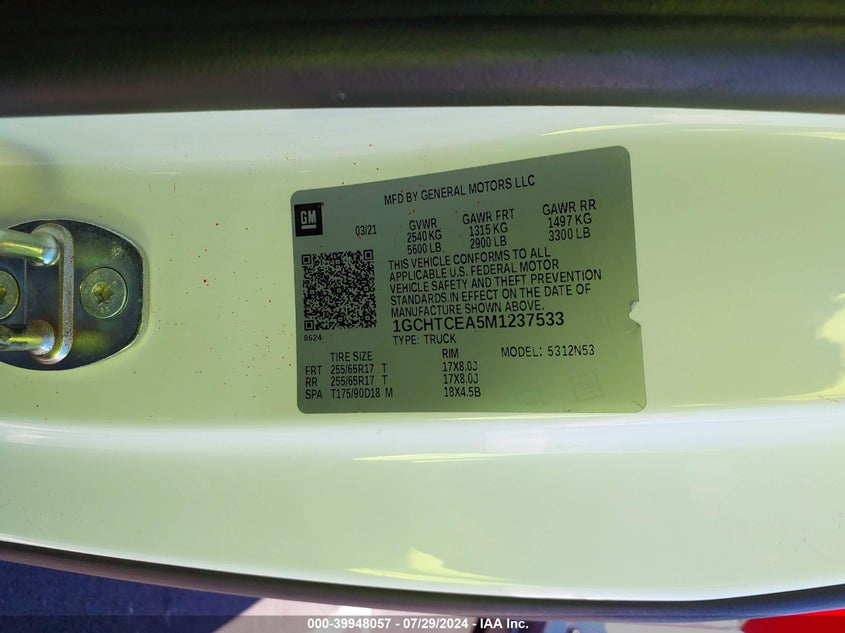 MFD BY GENERAL MOTORS LLC
GM
03/21 GVWR GAWR FRT GAWR RR
2540 KG 1315 KG 1497 KG
5600 LB 2900 LB 3300 LB
THIS VEHICLE CONFORMS TO ALL
APPLICABLE U.S. FEDERAL MOTOR
VEHICLE SAFETY AND THEFT PREVENTION
STANDARDS IN EFFECT ON THE DATE OF
MANUFACTURE SHOWN ABOVE.
8624 1GCHTCEA5M1237533
TYPE: TRUCK MODEL: 5312N53
TIRE SIZE RIM
FRT 255/65R17 T 17X8.0J
RR 255/65R17 T 17X8.0J
SPA T175/90D18 M 18X4.5B
000-39948057 - 07/29/2024 - Copyright © 2024 IAA, Inc.